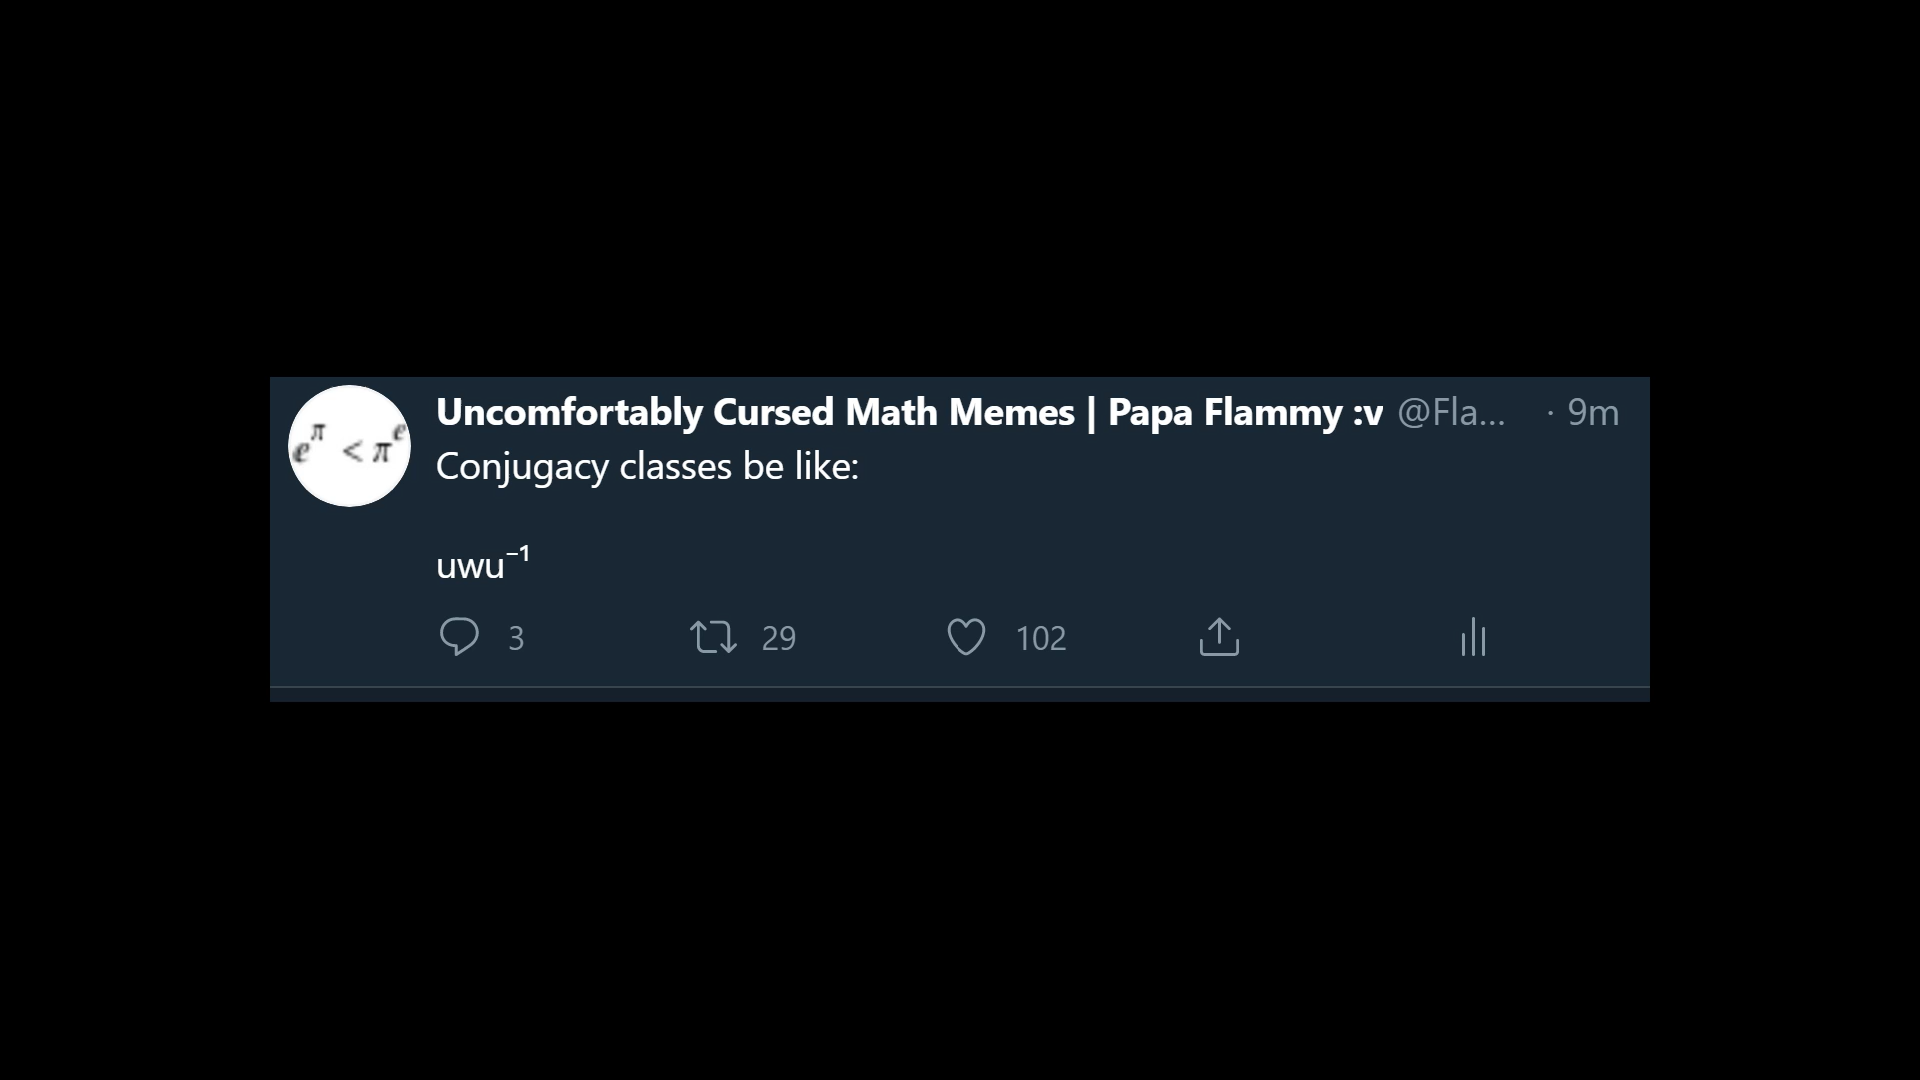 e^π < π^e
Uncomfortably Cursed Math Memes | Papa Flammy :v @Fla... · 9m
Conjugacy classes be like:
uwu⁻¹
3 29 102